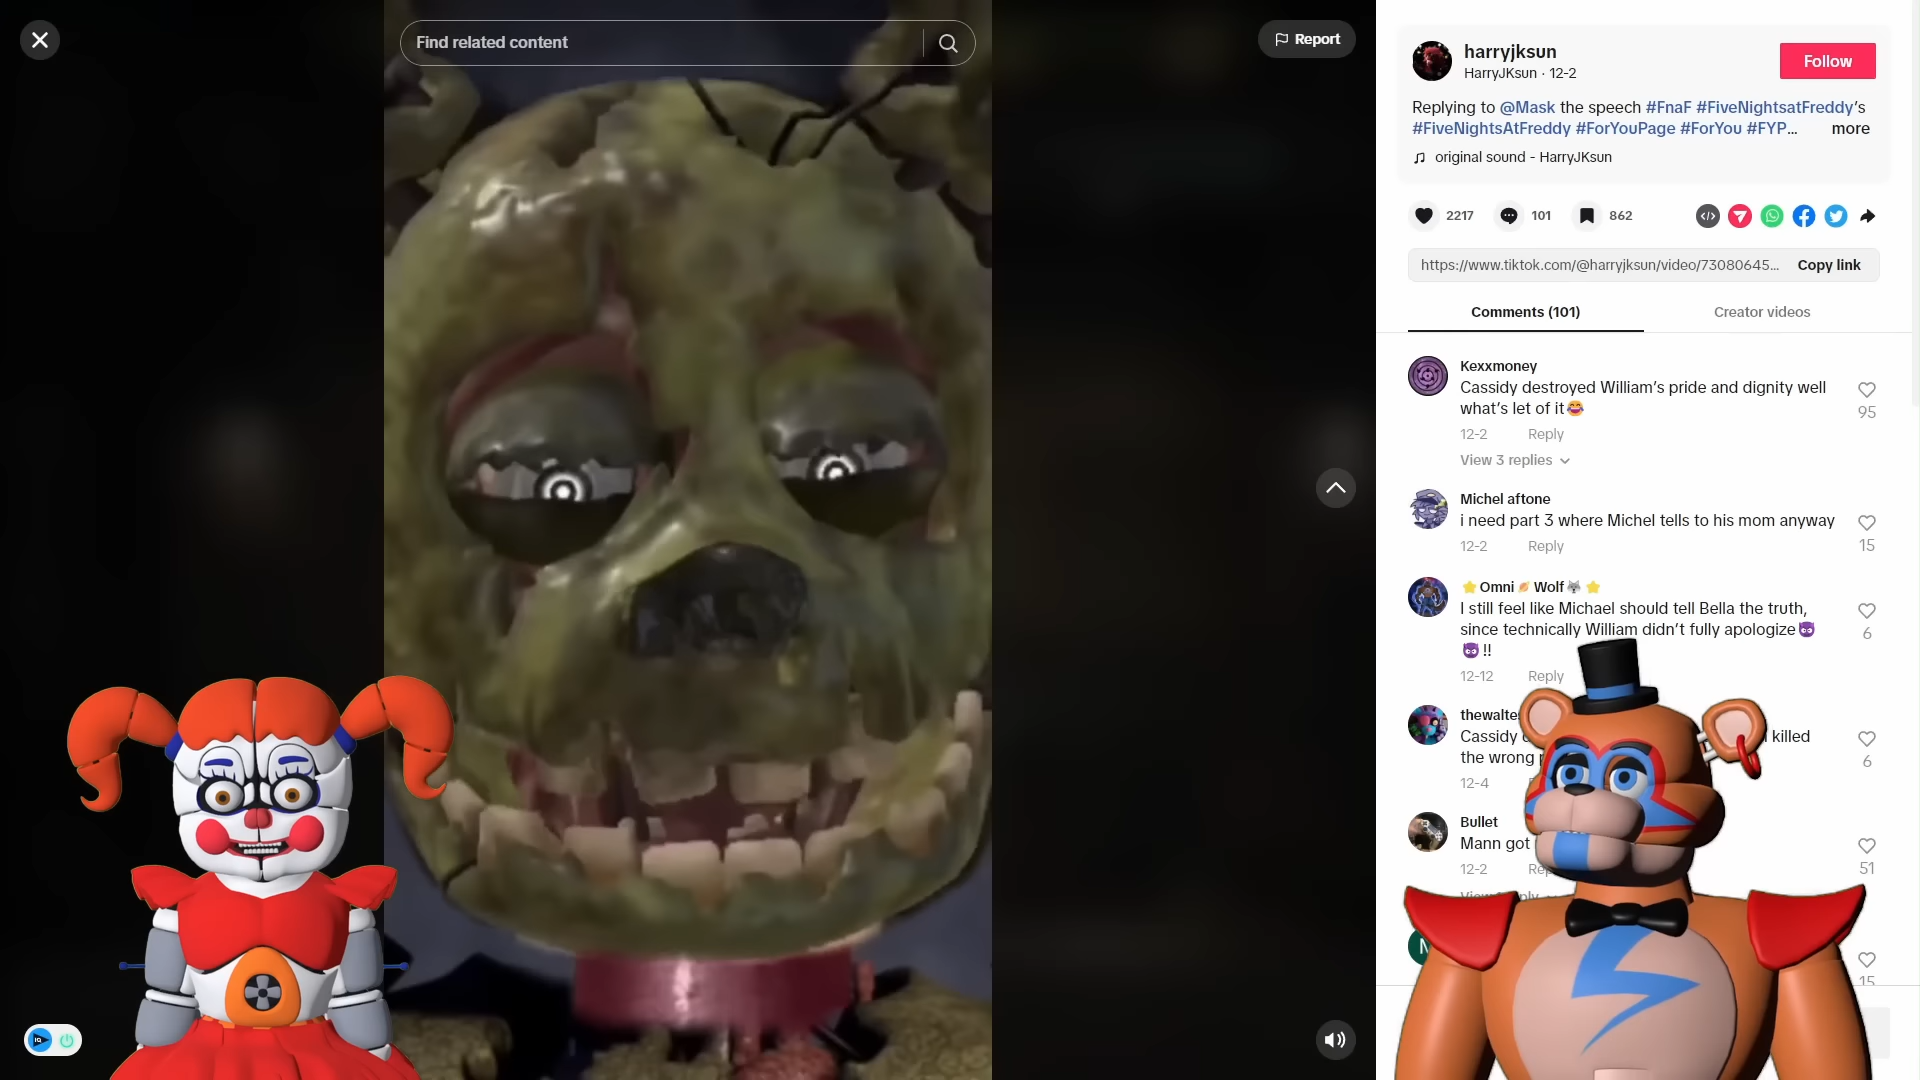 Find related content
Report
harryjksun
HarryJKsun · 12-2
Follow
Replying to @Mask the speech #FnaF #FiveNightsatFreddy's
#FiveNightsAtFreddy #ForYouPage #ForYou #FYP... more
original sound - HarryJKsun
2217
101
862
https://www.tiktok.com/@harryjksun/video/73080645...
Copy link
Comments (101)
Creator videos
Kexxmoney
Cassidy destroyed William's pride and dignity well
what's let of it😂
95
12-2 Reply
View 3 replies
Michel aftone
i need part 3 where Michel tells to his mom anyway
12-2 Reply
15
⭐Omni🪐Wolf🐺⭐
I still feel like Michael should tell Bella the truth,
since technically William didn't fully apologize😈
😈!!
6
12-12 Reply
Cassidy
killed
the wrong
6
12-4
Bullet
Mann got
12-2
51
15